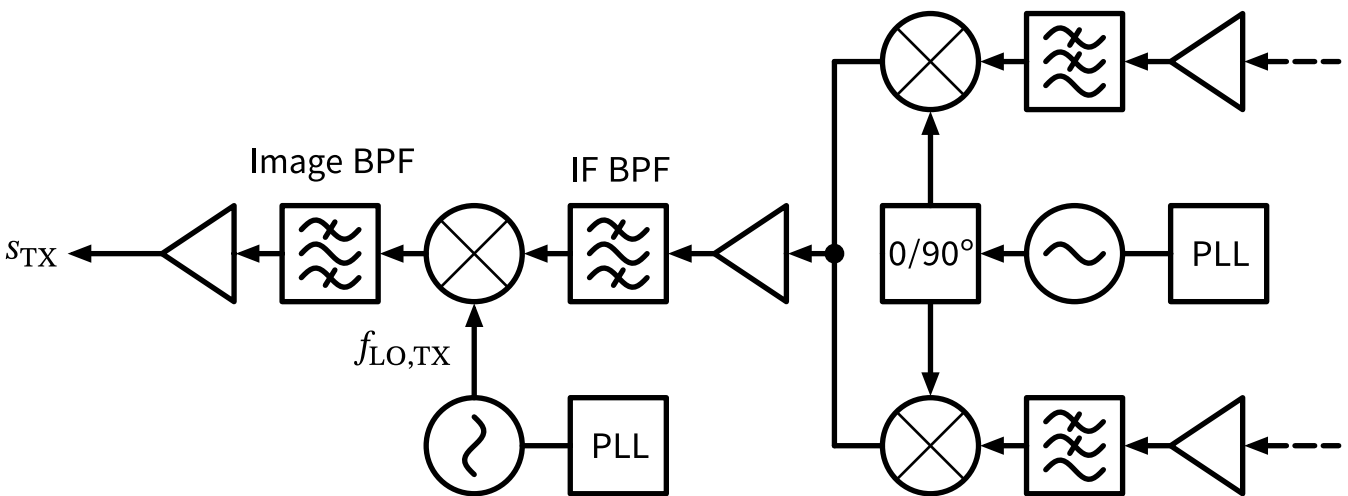 Image BPF
IF BPF
s_TX
0/90°
PLL
f_LO,TX
PLL